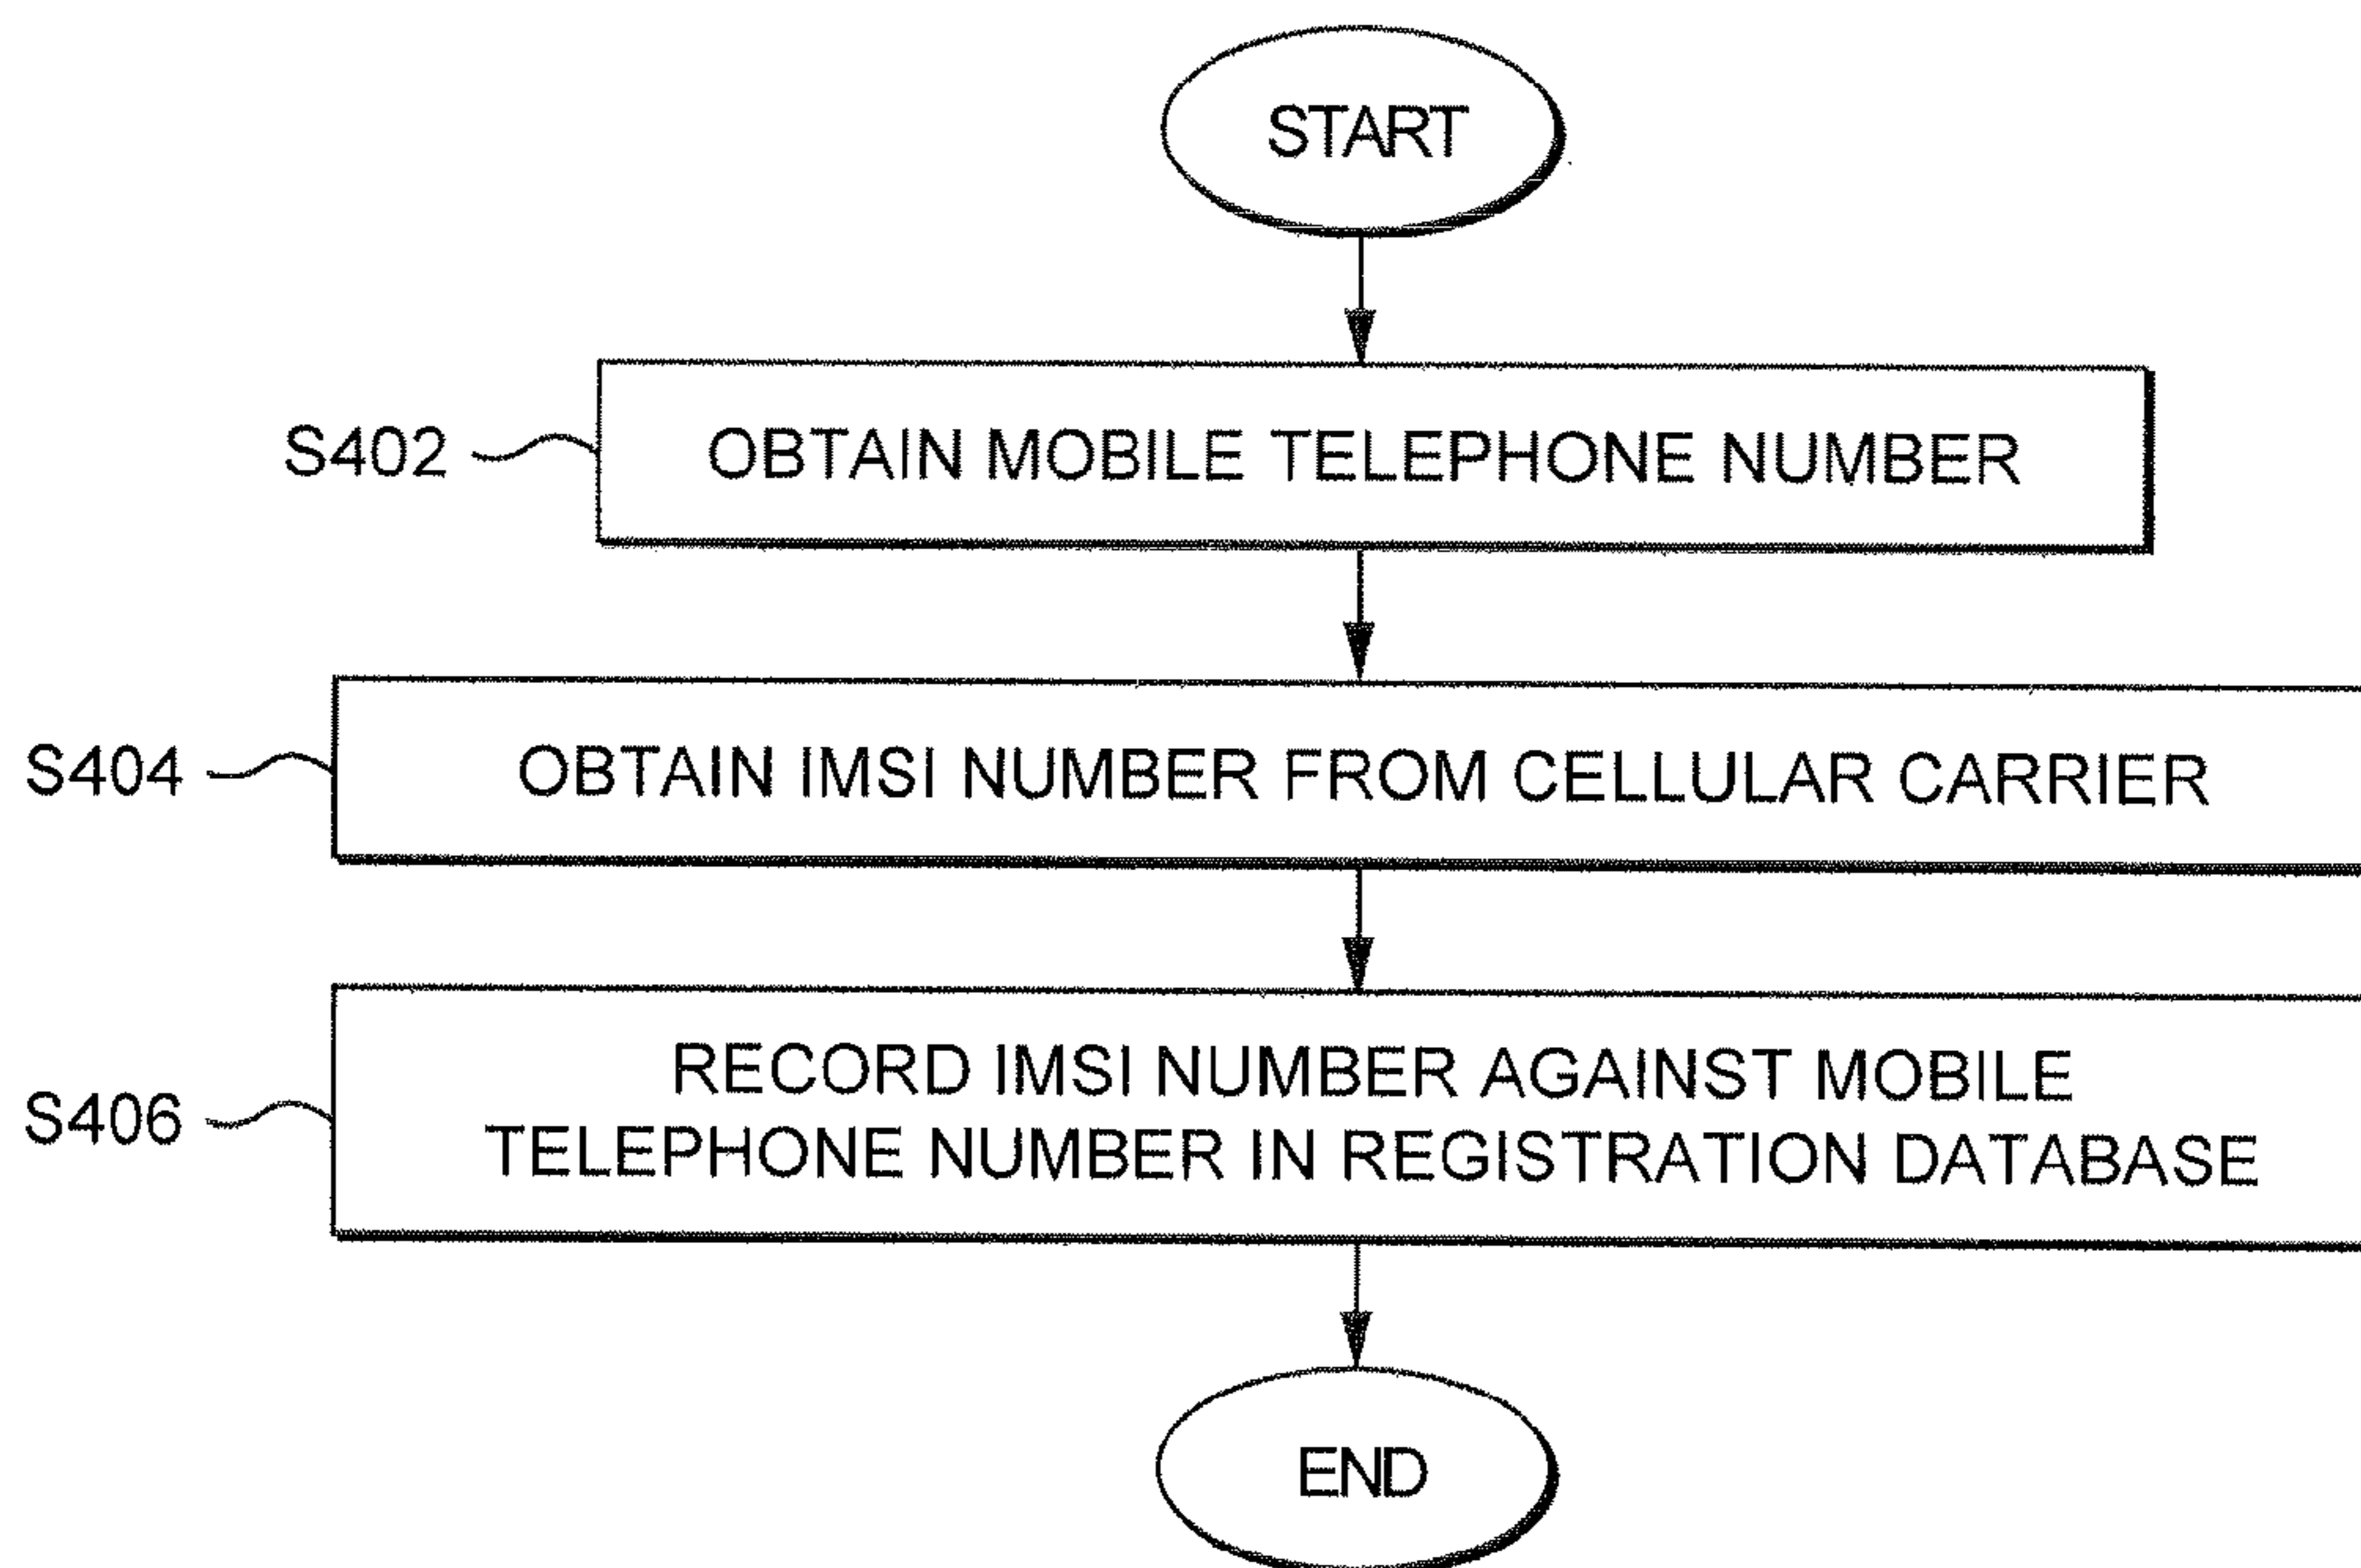 START
S402
OBTAIN MOBILE TELEPHONE NUMBER
S404
OBTAIN IMSI NUMBER FROM CELLULAR CARRIER
S406
RECORD IMSI NUMBER AGAINST MOBILE
TELEPHONE NUMBER IN REGISTRATION DATABASE
END